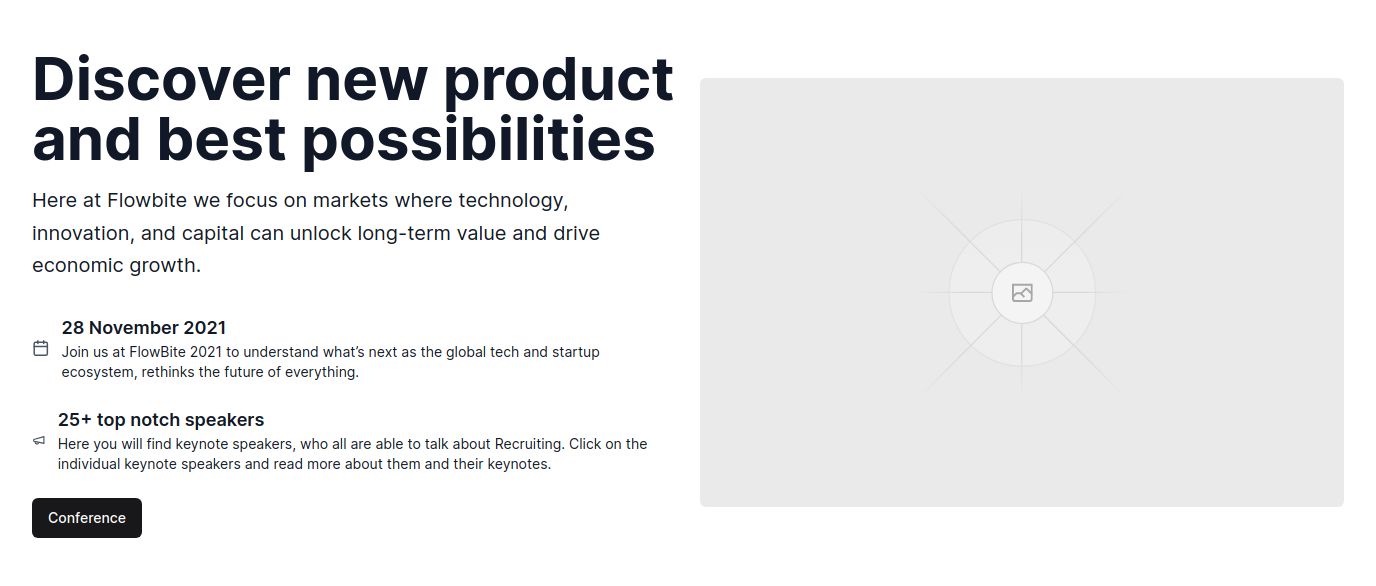 Discover new product
and best possibilities
Here at Flowbite we focus on markets where technology,
innovation, and capital can unlock long-term value and drive
economic growth.
28 November 2021
Join us at FlowBite 2021 to understand what’s next as the global tech and startup
ecosystem, rethinks the future of everything.
25+ top notch speakers
Here you will find keynote speakers, who all are able to talk about Recruiting. Click on the
individual keynote speakers and read more about them and their keynotes.
Conference